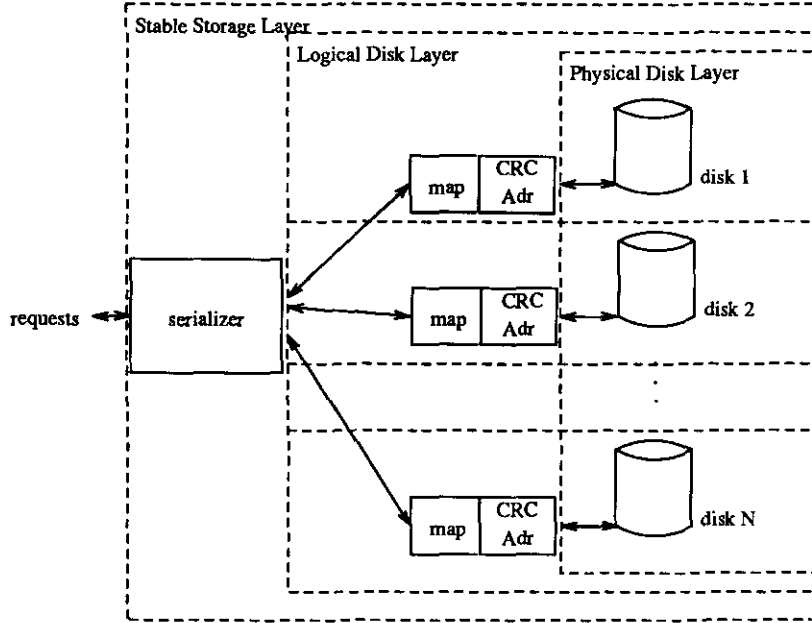 Stable Storage Layer
Logical Disk Layer
Physical Disk Layer
map
CRC
Adr
disk 1
requests
serializer
map
CRC
Adr
disk 2
map
CRC
Adr
disk N